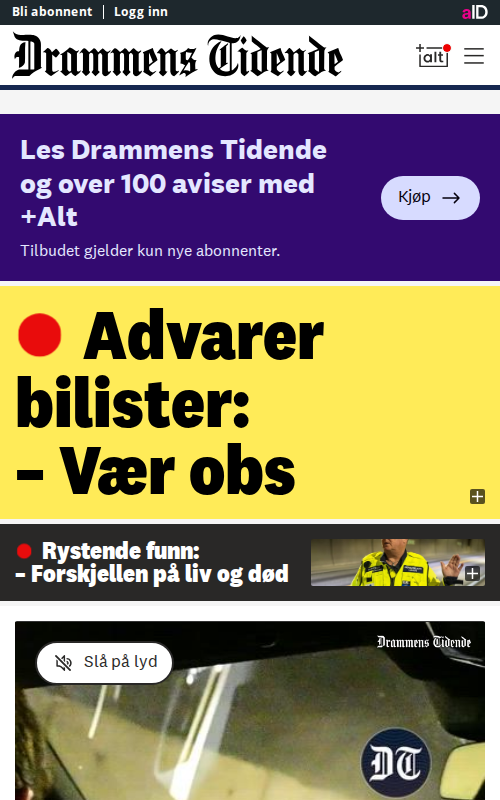 Bli abonnent | Logg inn
aID
Drammens Tidende
+alt
Les Drammens Tidende
og over 100 aviser med
+Alt
Kjøp →
Tilbudet gjelder kun nye abonnenter.
Advarer
bilister:
– Vær obs
Rystende funn:
– Forskjellen på liv og død
Drammens Tidende
Slå på lyd
DT